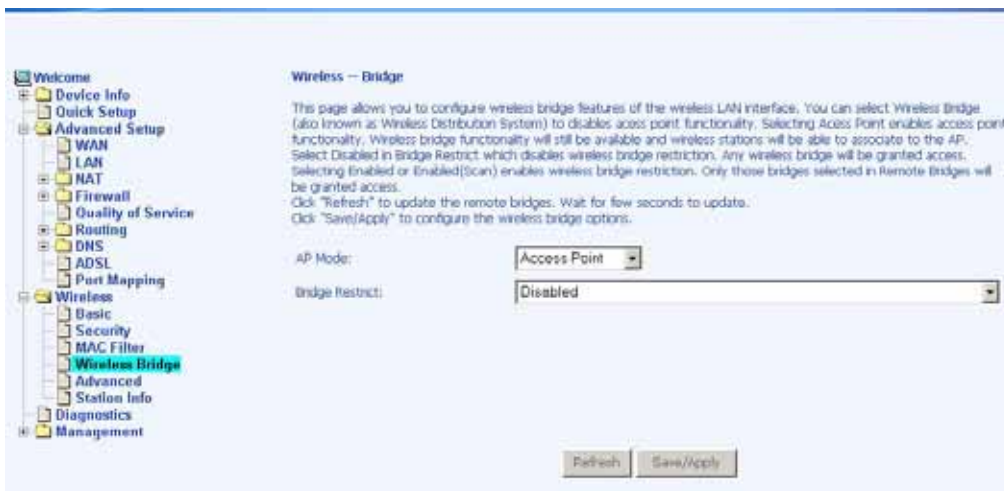 Welcome
Device Info
Quick Setup
Advanced Setup
WAN
LAN
NAT
Firewall
Quality of Service
Routing
DNS
ADSL
Port Mapping
Wireless
Basic
Security
MAC Filter
Wireless Bridge
Advanced
Station Info
Diagnostics
Management
Wireless -- Bridge
This page allows you to configure wireless bridge features of the wireless LAN interface. You can select Wireless Bridge
(also known as Wireless Distribution System) to disables acess point functionality. Selecting Acess Point enables access point
functionality. Wireless bridge functionality will still be available and wireless stations will be able to associate to the AP.
Select Disabled in Bridge Restrict which disables wireless bridge restriction. Any wireless bridge will be granted access.
Selecting Enabled or Enabled(Scan) enables wireless bridge restriction. Only those bridges selected in Remote Bridges will
be granted access.
Click "Refresh" to update the remote bridges. Wait for few seconds to update.
Click "Save/Apply" to configure the wireless bridge options.
AP Mode:
Access Point
Bridge Restrict:
Disabled
Refresh
Save/Apply